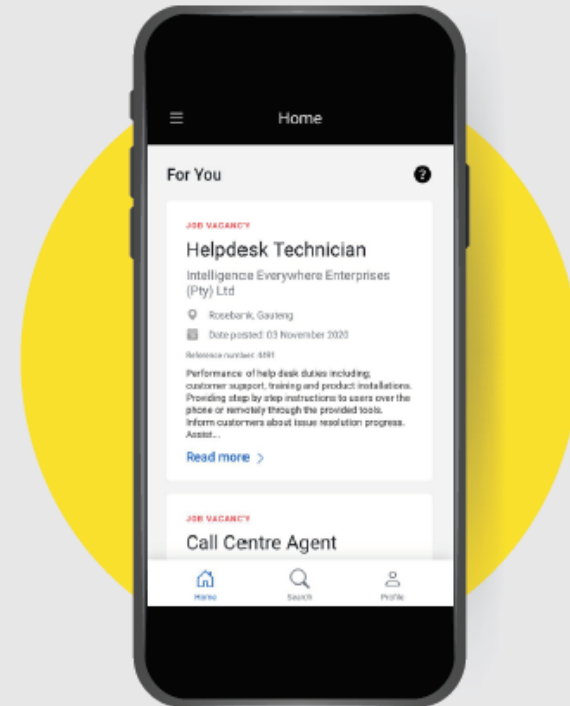 Home
For You
?
JOB VACANCY
Helpdesk Technician
Intelligence Everywhere Enterprises
(Pty) Ltd
Rosebank, Gauteng
Date posted: 03 November 2020
Reference number: 4491
Performance of help desk duties including;
customer support, training and product installations.
Providing step by step instructions to users over the
phone or remotely through the provided tools.
Inform customers about issue resolution progress.
Assist...
Read more >
JOB VACANCY
Call Centre Agent
Home
Search
Profile